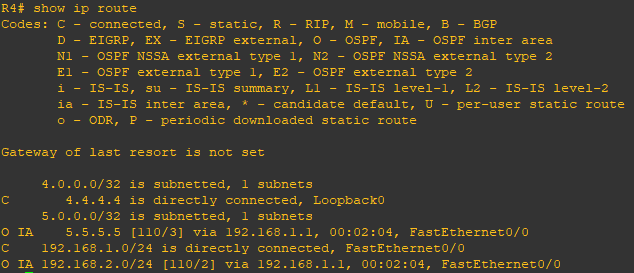 R4# show ip route
Codes: C - connected, S - static, R - RIP, M - mobile, B - BGP
       D - EIGRP, EX - EIGRP external, O - OSPF, IA - OSPF inter area
       N1 - OSPF NSSA external type 1, N2 - OSPF NSSA external type 2
       E1 - OSPF external type 1, E2 - OSPF external type 2
       i - IS-IS, su - IS-IS summary, L1 - IS-IS level-1, L2 - IS-IS level-2
       ia - IS-IS inter area, * - candidate default, U - per-user static route
       o - ODR, P - periodic downloaded static route
Gateway of last resort is not set
     4.0.0.0/32 is subnetted, 1 subnets
C       4.4.4.4 is directly connected, Loopback0
     5.0.0.0/32 is subnetted, 1 subnets
O IA    5.5.5.5 [110/3] via 192.168.1.1, 00:02:04, FastEthernet0/0
C    192.168.1.0/24 is directly connected, FastEthernet0/0
O IA 192.168.2.0/24 [110/2] via 192.168.1.1, 00:02:04, FastEthernet0/0